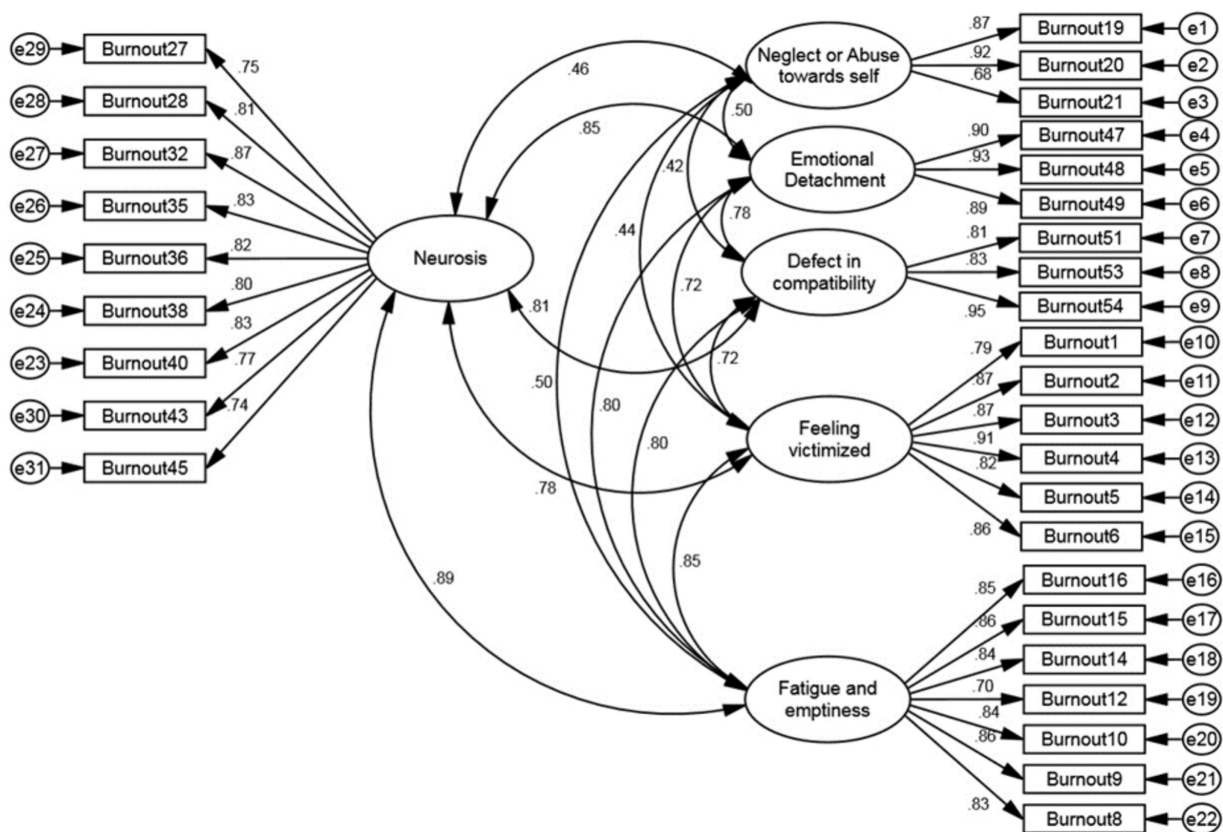 e29
Burnout27
e28
Burnout28
e27
Burnout32
e26
Burnout35
e25
Burnout36
e24
Burnout38
e23
Burnout40
e30
Burnout43
e31
Burnout45
.75
.81
.87
.83
.82
.80
.83
.77
.74
Neurosis
.46
.85
.81
.78
.89
.50
.42
.44
.78
.72
.72
.50
.80
.80
.85
Neglect or Abuse
towards self
Emotional
Detachment
Defect in
compatibility
Feeling
victimized
Fatigue and
emptiness
.87
Burnout19
e1
.92
Burnout20
e2
.68
Burnout21
e3
.90
Burnout47
e4
.93
Burnout48
e5
.89
Burnout49
e6
.81
Burnout51
e7
.83
Burnout53
e8
.95
Burnout54
e9
.79
Burnout1
e10
.87
Burnout2
e11
.87
Burnout3
e12
.91
Burnout4
e13
.82
Burnout5
e14
.86
Burnout6
e15
.85
Burnout16
e16
.86
Burnout15
e17
.84
Burnout14
e18
.70
Burnout12
e19
.84
Burnout10
e20
.86
Burnout9
e21
.83
Burnout8
e22